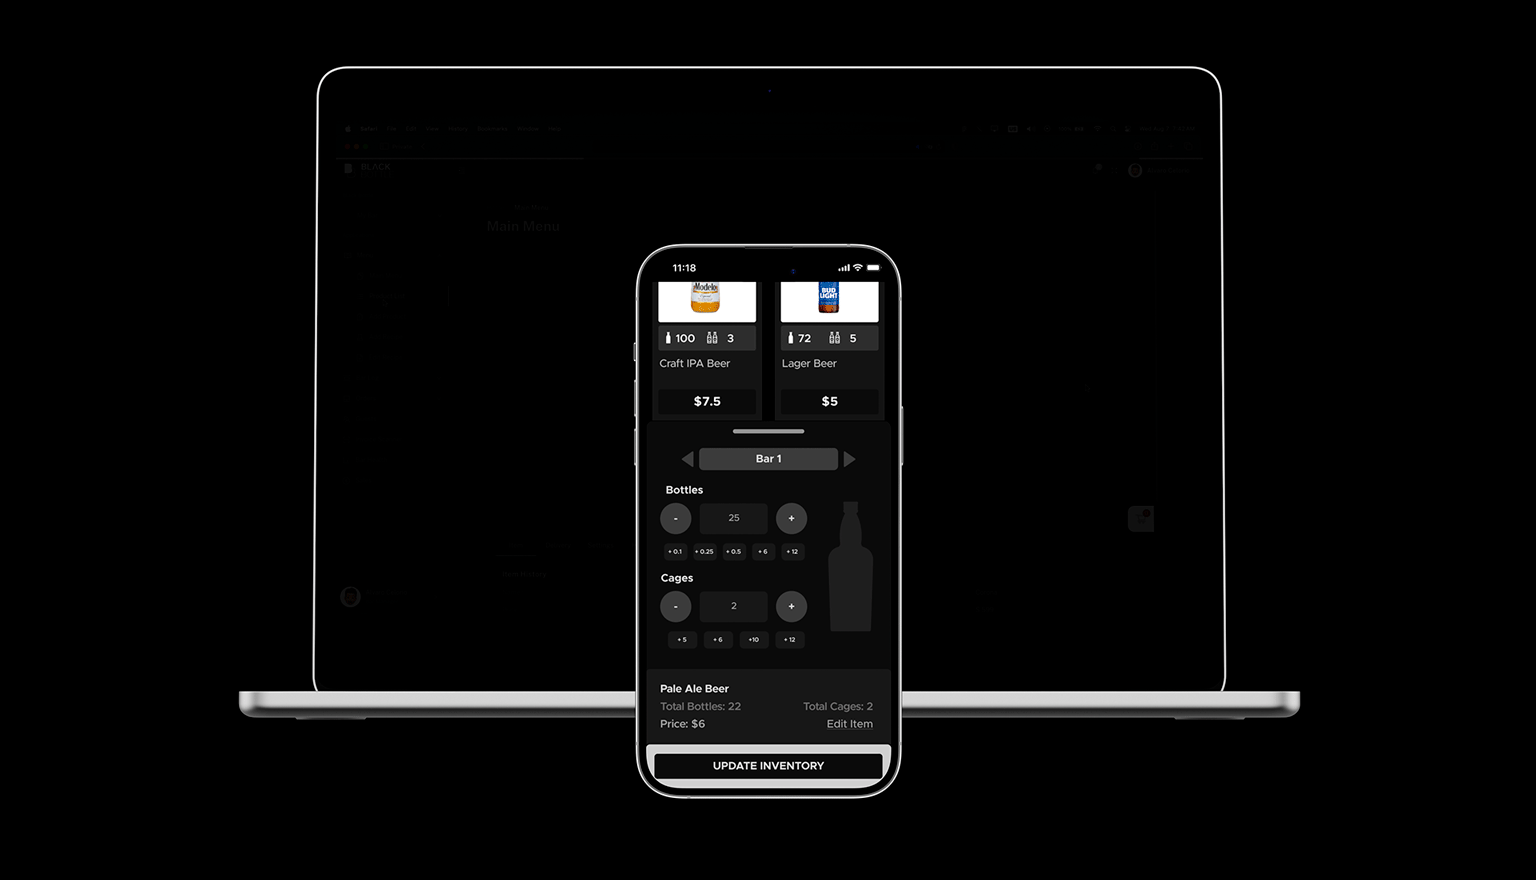 BLACK
Main Menu
11:18
Modelo
BUD
LIGHT
100 3
72 5
Craft IPA Beer
Lager Beer
$7.5
$5
Bar 1
Bottles
- 25 +
+ 0.1 + 0.25 + 0.5 + 6 + 12
Cages
- 2 +
+ 5 + 6 +10 + 12
Pale Ale Beer
Total Bottles: 22 Total Cages: 2
Price: $6 Edit Item
UPDATE INVENTORY